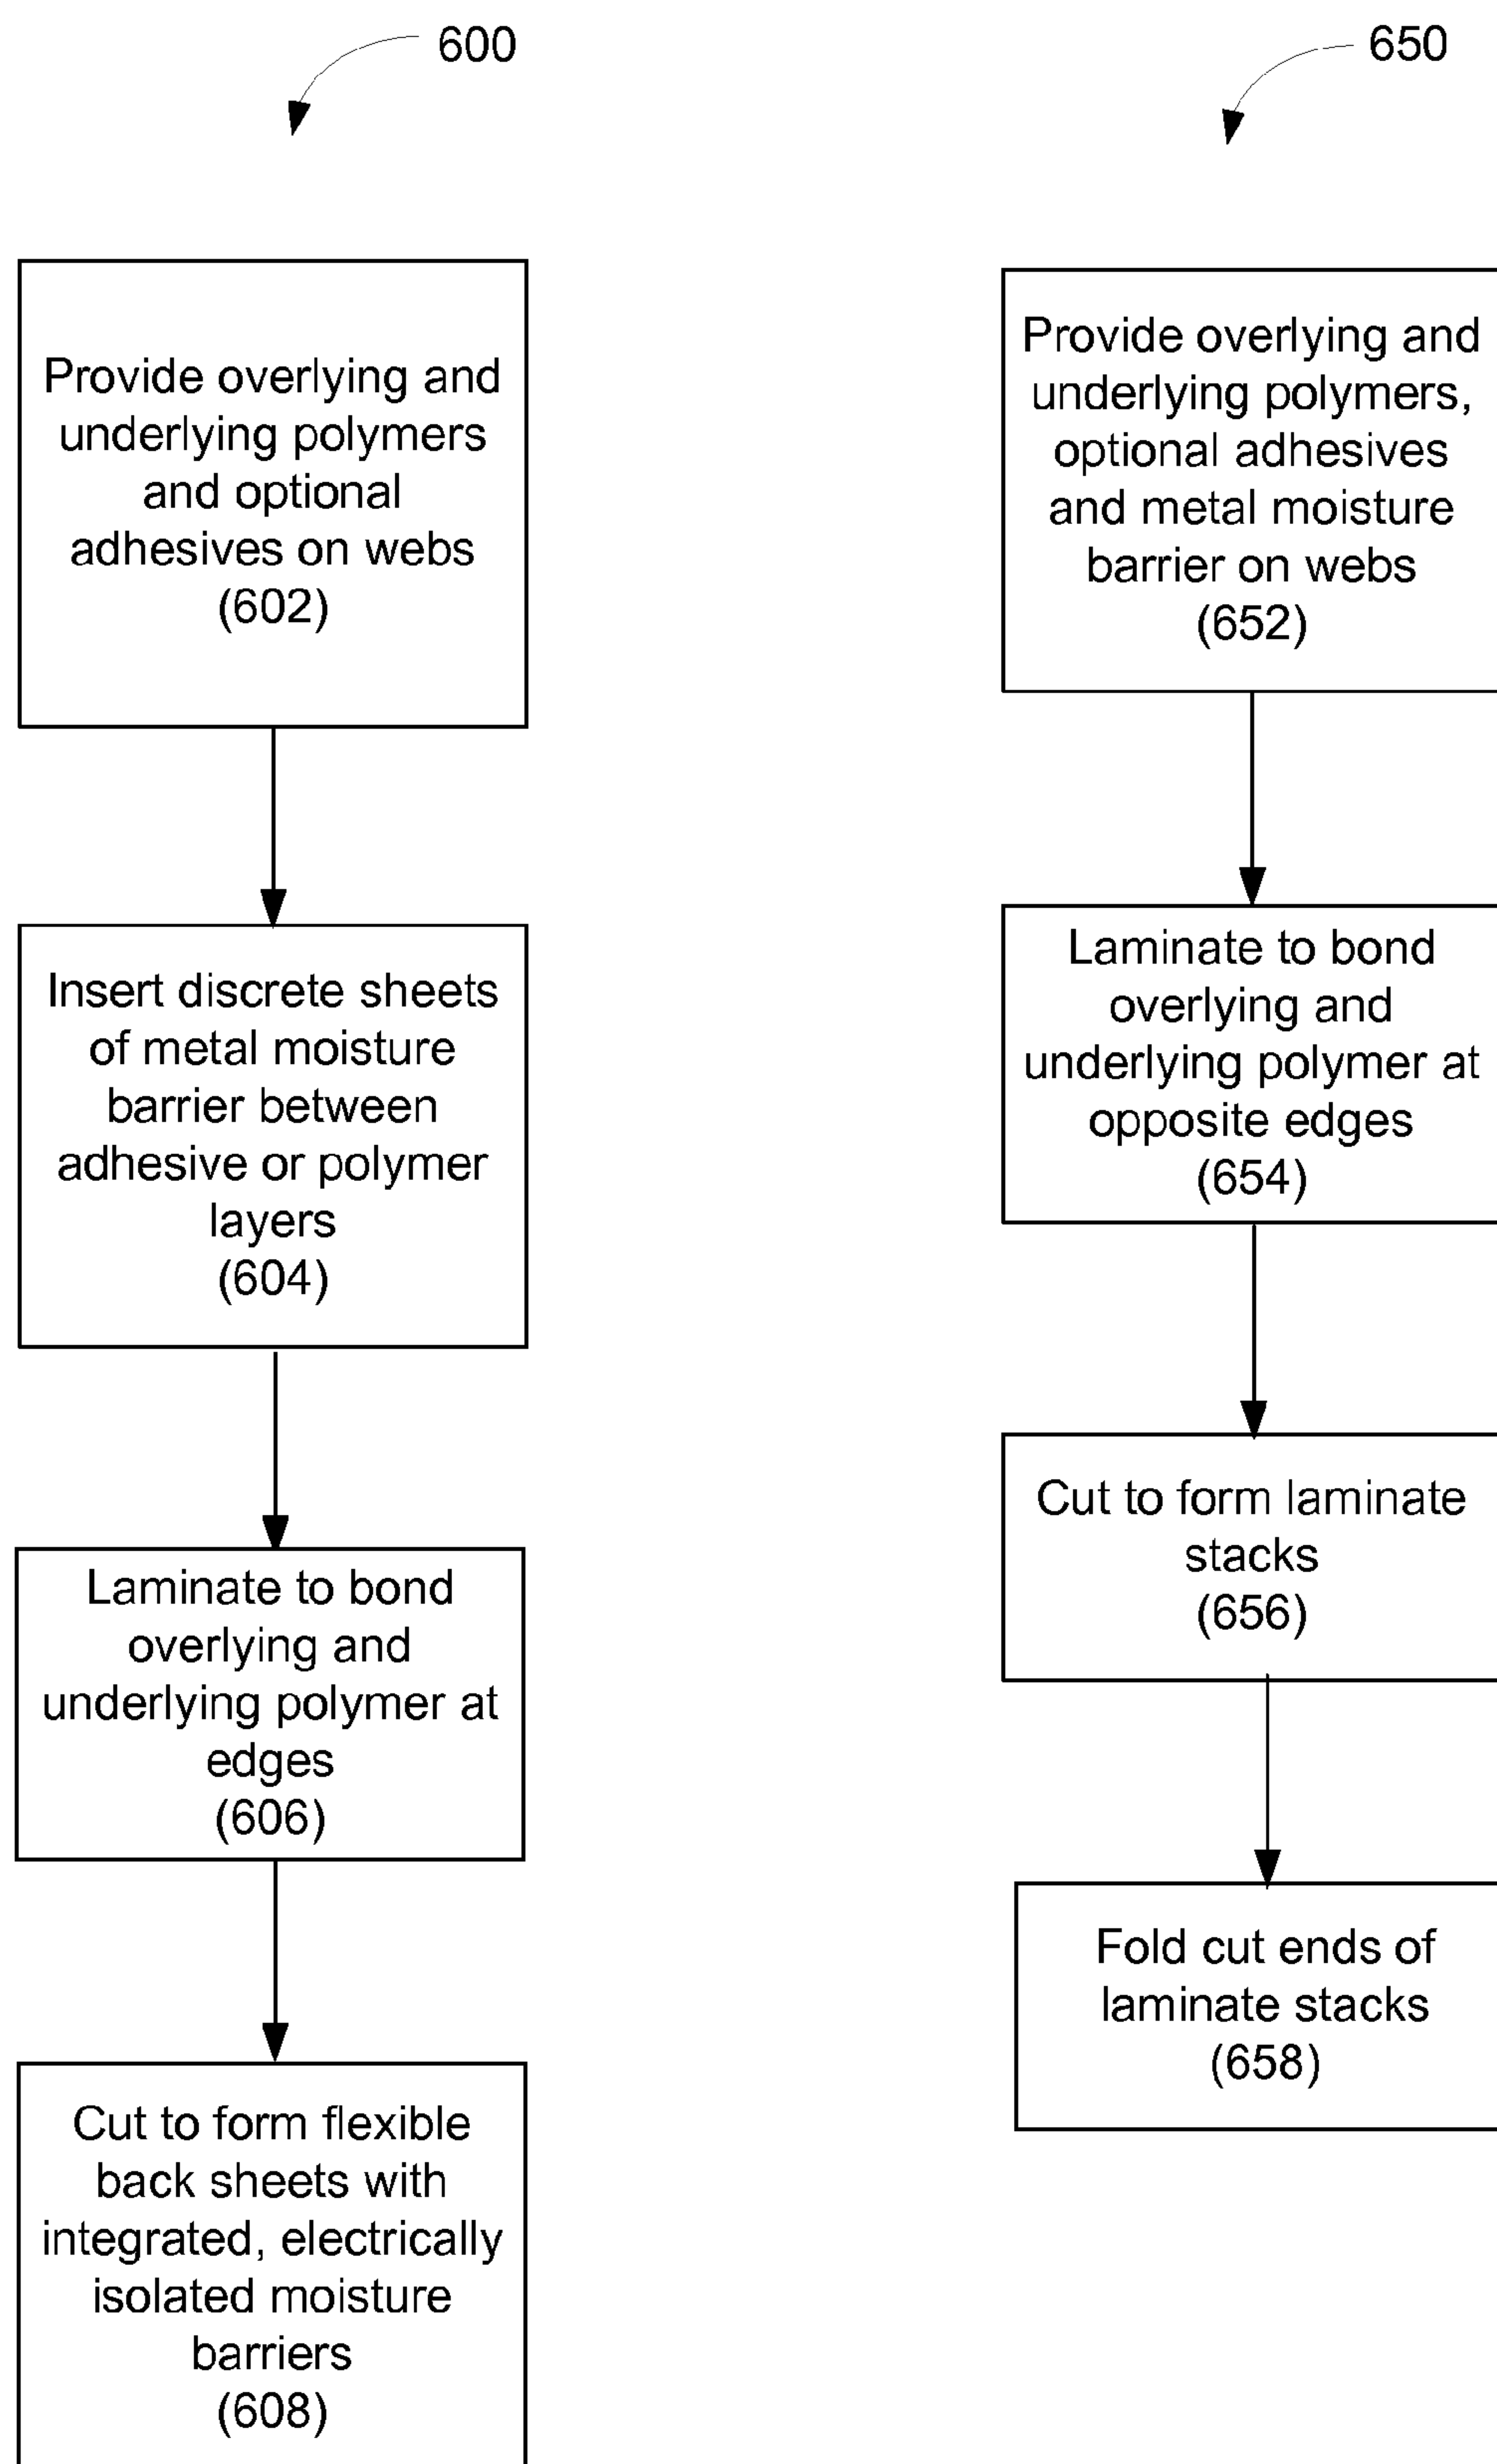 600
Provide overlying and
underlying polymers
and optional
adhesives on webs
(602)
Insert discrete sheets
of metal moisture
barrier between
adhesive or polymer
layers
(604)
Laminate to bond
overlying and
underlying polymer at
edges
(606)
Cut to form flexible
back sheets with
integrated, electrically
isolated moisture
barriers
(608)
650
Provide overlying and
underlying polymers,
optional adhesives
and metal moisture
barrier on webs
(652)
Laminate to bond
overlying and
underlying polymer at
opposite edges
(654)
Cut to form laminate
stacks
(656)
Fold cut ends of
laminate stacks
(658)